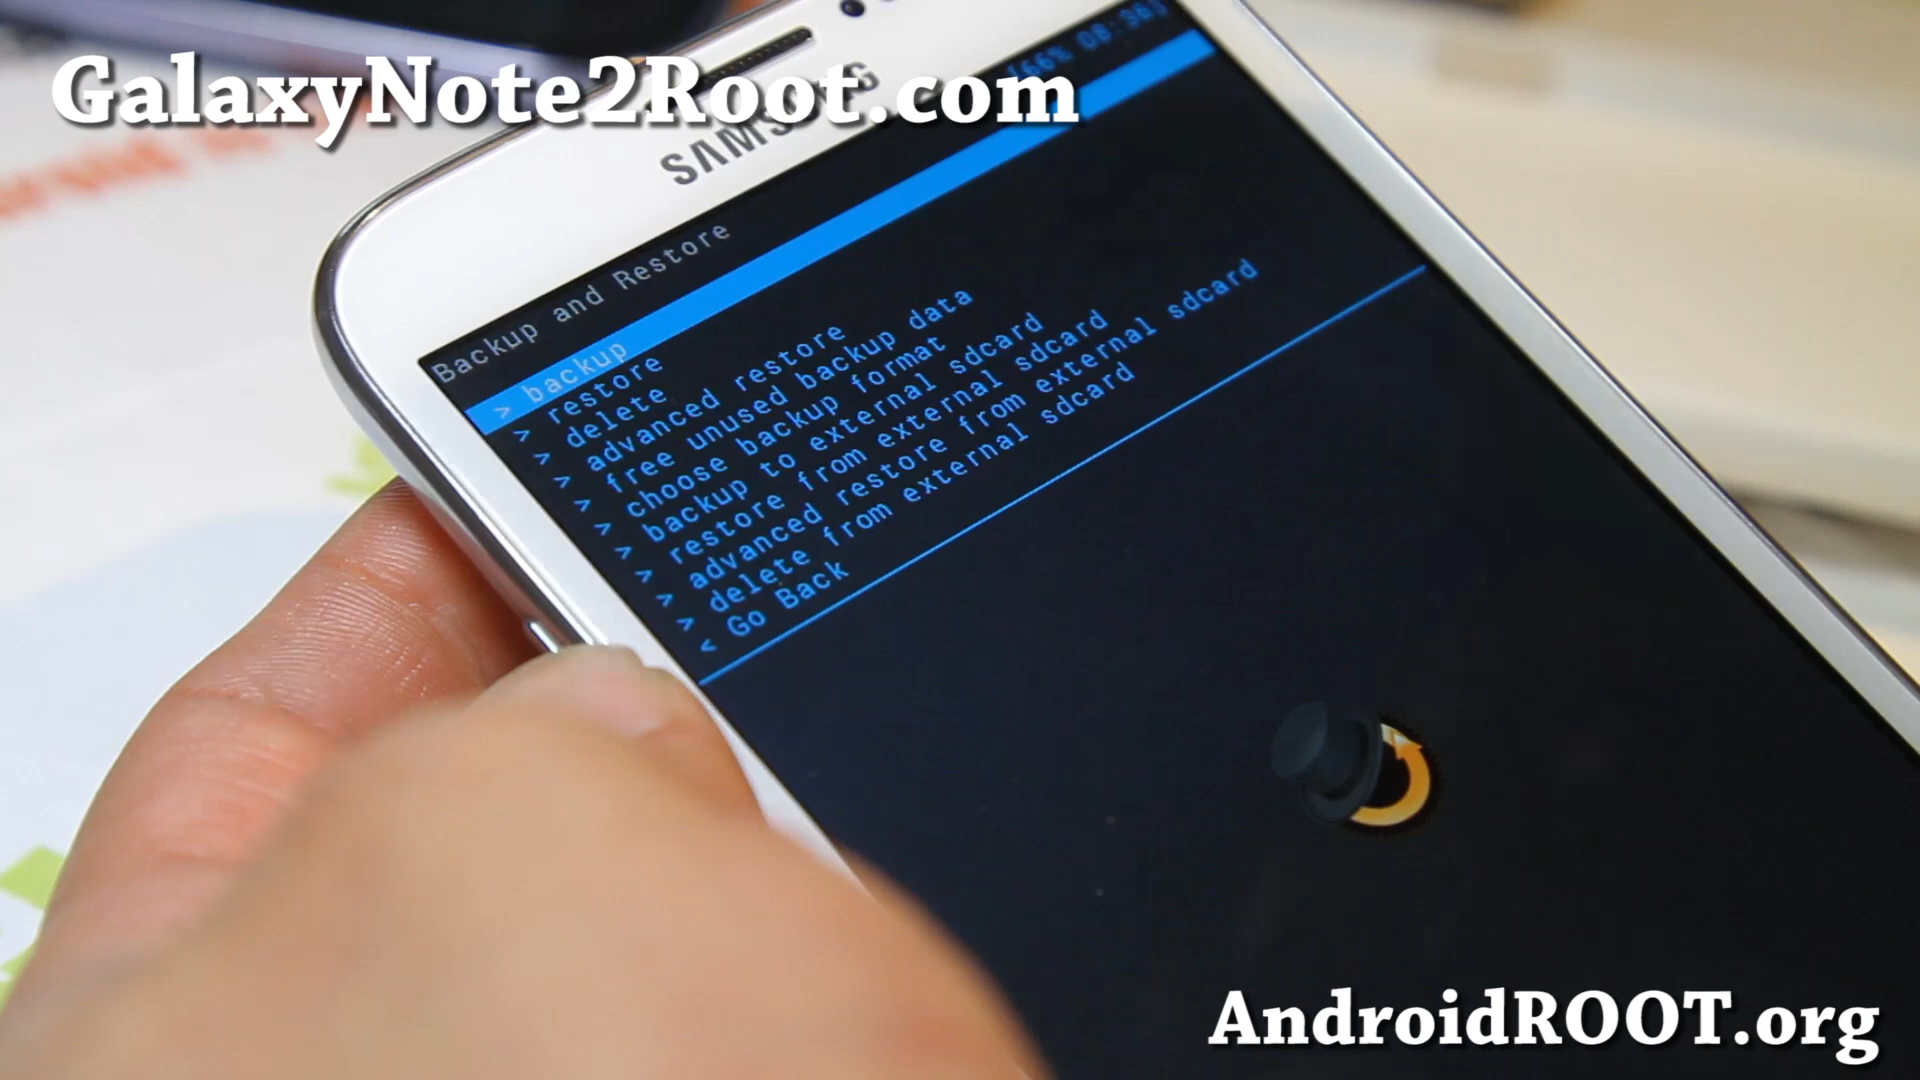 GalaxyNote2Root.com
SAMSUNG
Backup and Restore
> backup
> restore
> delete
> advanced restore
> free unused backup data
> choose backup format
> backup to external sdcard
> restore from external sdcard
> advanced restore from external sdcard
> delete from external sdcard
< Go Back
AndroidROOT.org